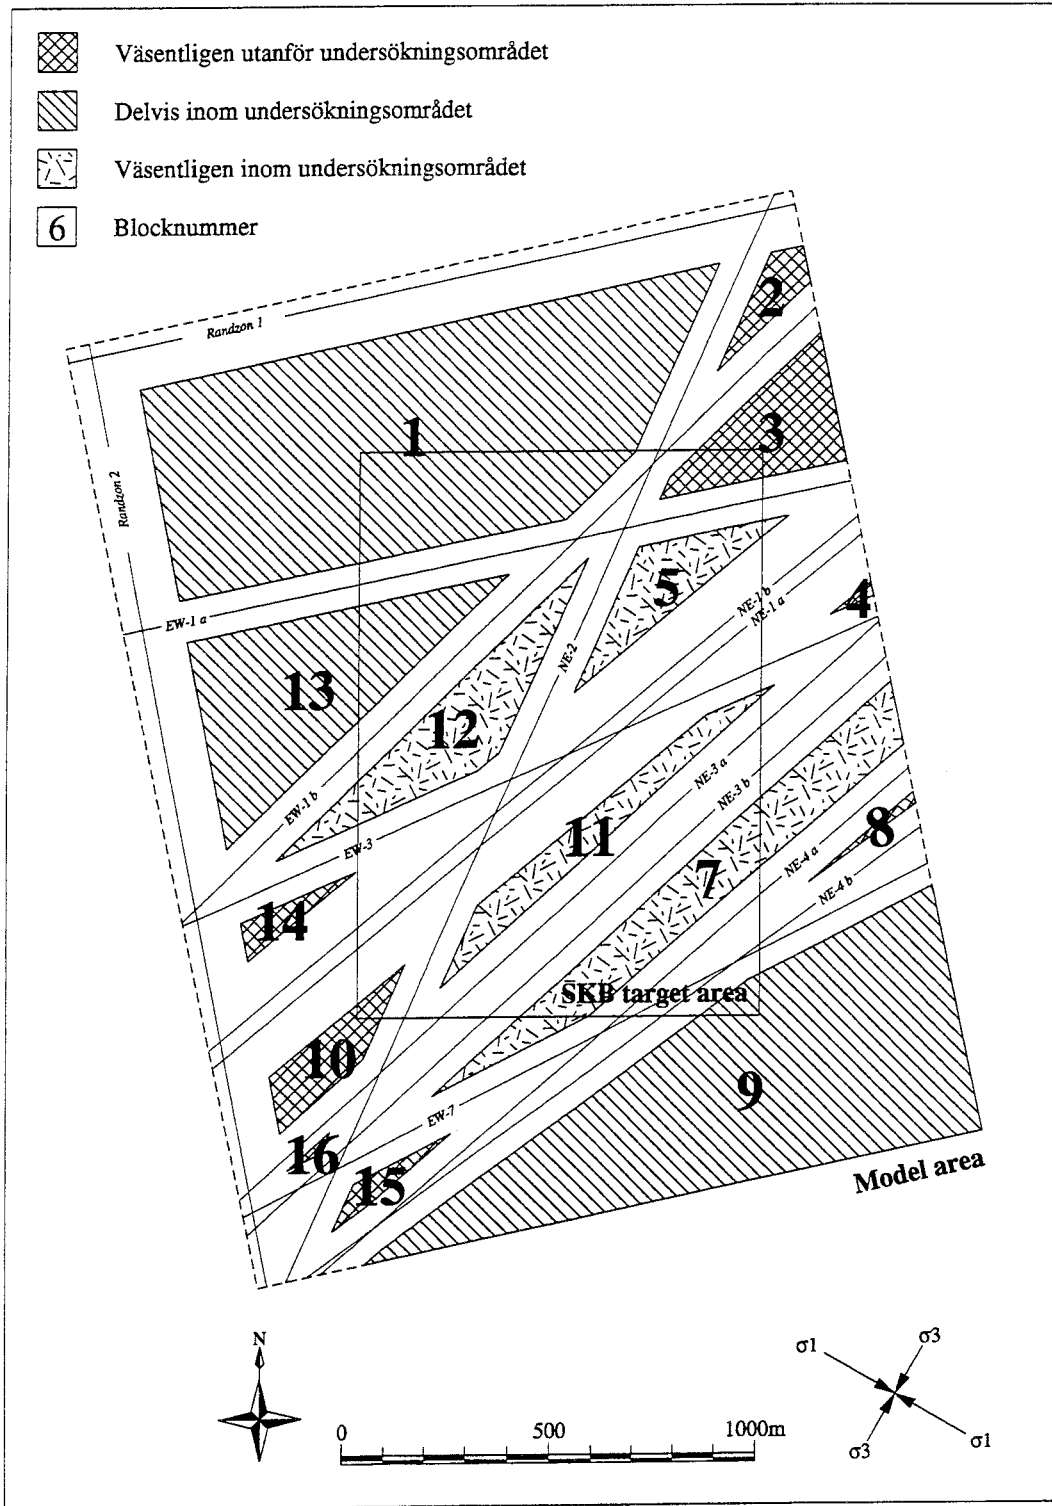 Väsentligen utanför undersökningsområdet
Delvis inom undersökningsområdet
Väsentligen inom undersökningsområdet
6 Blocknummer
Randzon 1
2
1
3
Randzon 2
5
NE-1 b
NE-1 a
4
EW-1 a
NE-2
13
12
EW-1 b
EW-3
NE-3 a
NE-3 b
11
8
7
NE-4 a
NE-4 b
14
SKB target area
10
9
EW-7
16
15
Model area
N
σ1
σ3
0 500 1000m
σ3
σ1